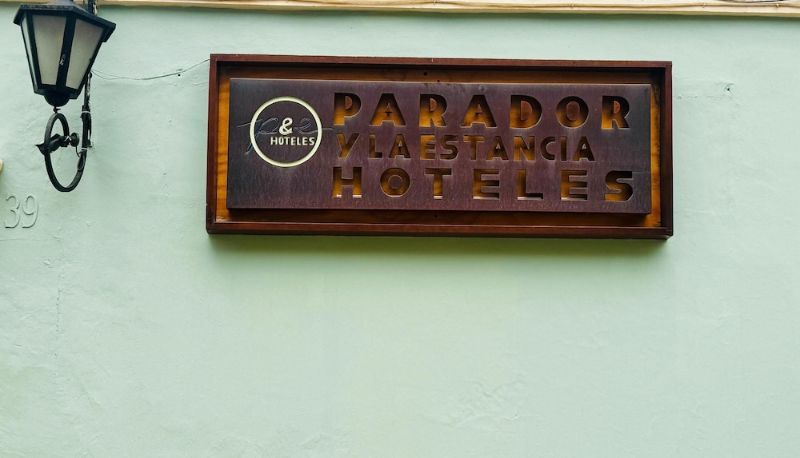 39
&
HOTELES
PARADOR
Y LA ESTANCIA
HOTELES